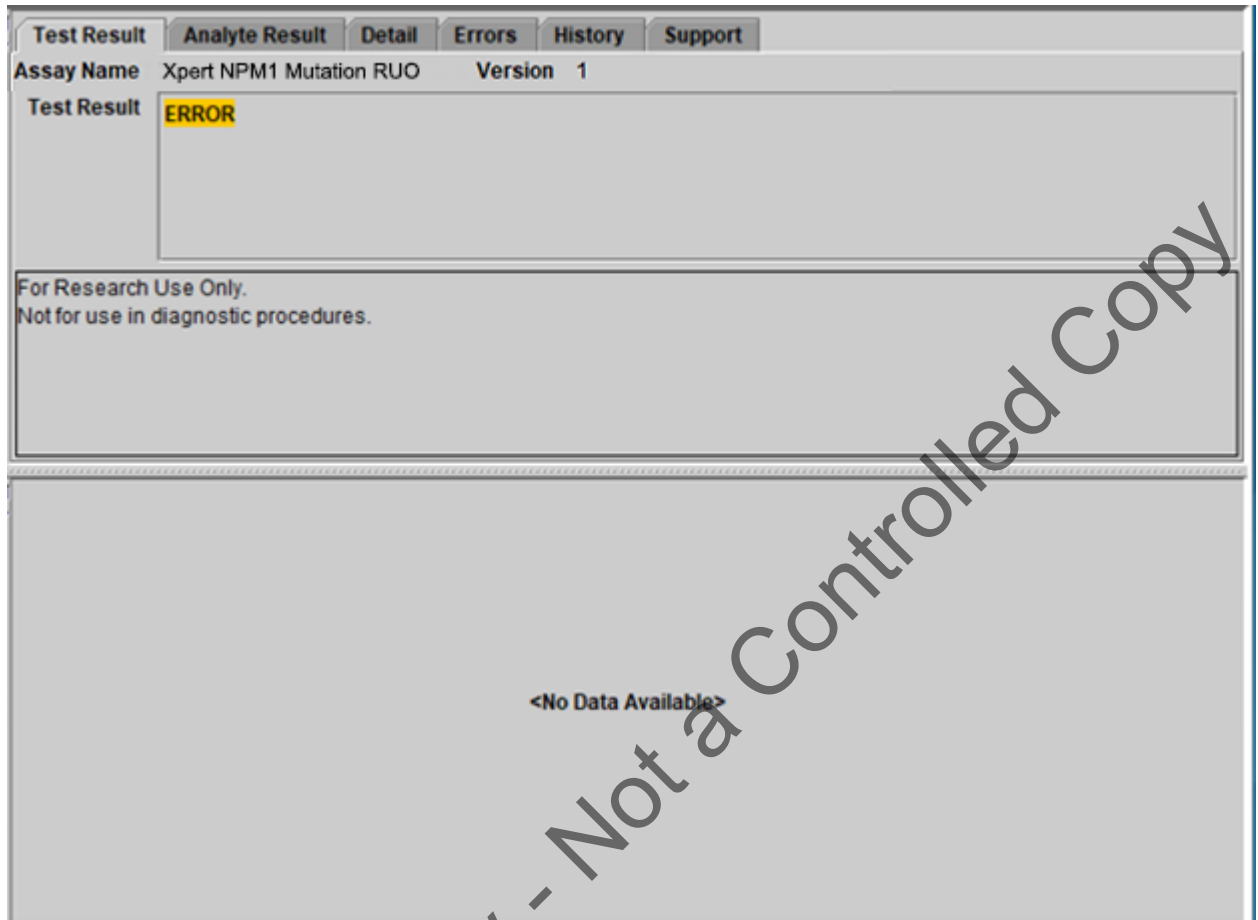 Test Result Analyte Result Detail Errors History Support
Assay Name Xpert NPM1 Mutation RUO Version 1
Test Result ERROR
For Research Use Only.
Not for use in diagnostic procedures.
<No Data Available>
- Not a Controlled Copy